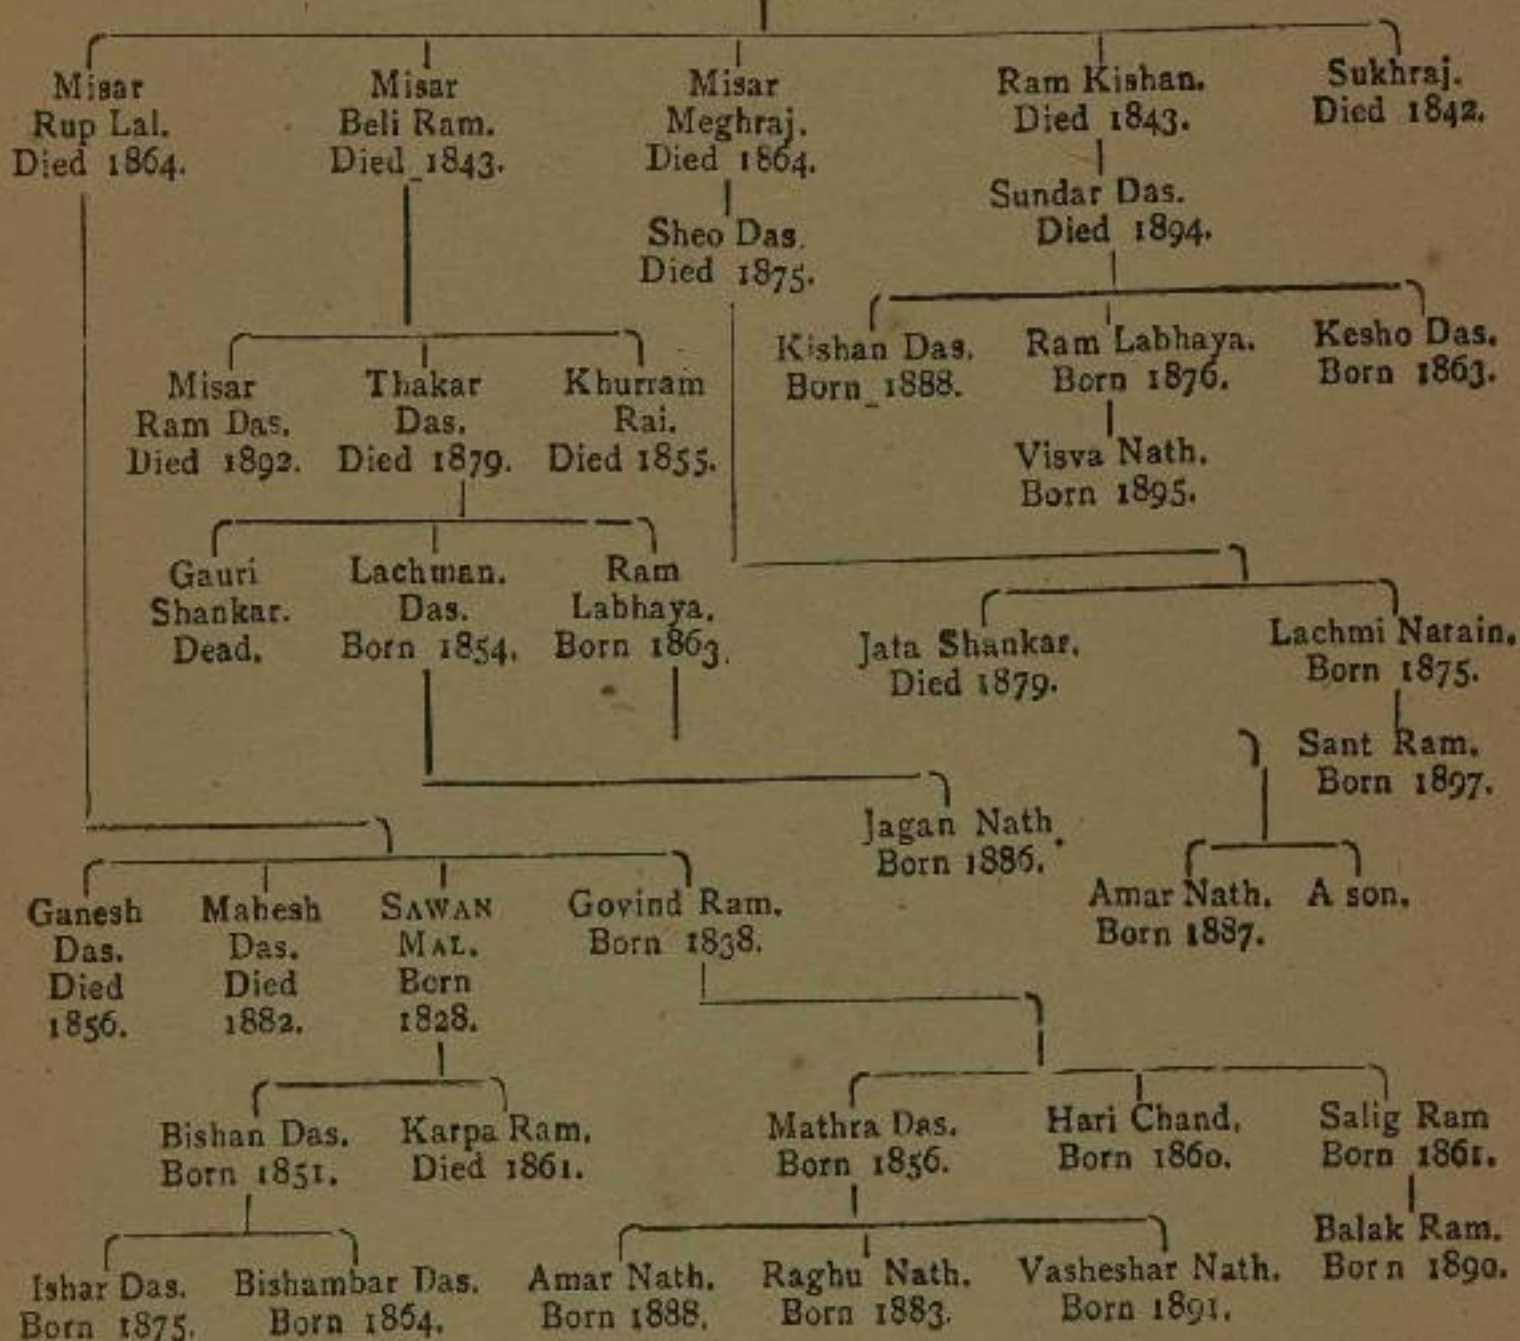 Misar
Rup Lal.
Died 1864.
Misar
Beli Ram.
Died 1843.
Misar
Meghraj.
Died 1864.
Ram Kishan.
Died 1843.
Sukhraj.
Died 1842.
Sundar Das.
Died 1894.
Sheo Das.
Died 1875.
Kishan Das.
Born 1888.
Ram Labhaya.
Born 1876.
Kesho Das.
Born 1863.
Misar
Ram Das.
Died 1892.
Thakar
Das.
Died 1879.
Khurram
Rai.
Died 1855.
Visva Nath.
Born 1895.
Gauri
Shankar.
Dead.
Lachman.
Das.
Born 1854.
Ram
Labhaya.
Born 1863.
Jata Shankar.
Died 1879.
Lachmi Narain.
Born 1875.
Sant Ram.
Born 1897.
Jagan Nath.
Born 1886.
Amar Nath.
Born 1887.
A son.
Ganesh
Das.
Died
1856.
Mahesh
Das.
Died
1882.
SAWAN
MAL.
Born
1828.
Govind Ram.
Born 1838.
Bishan Das.
Born 1851.
Karpa Ram.
Died 1861.
Mathra Das.
Born 1856.
Hari Chand.
Born 1860.
Salig Ram
Born 1861.
Balak Ram.
Born 1890.
Ishar Das.
Born 1875.
Bishambar Das.
Born 1864.
Amar Nath.
Born 1888.
Raghu Nath.
Born 1883.
Vasheshar Nath.
Born 1891.